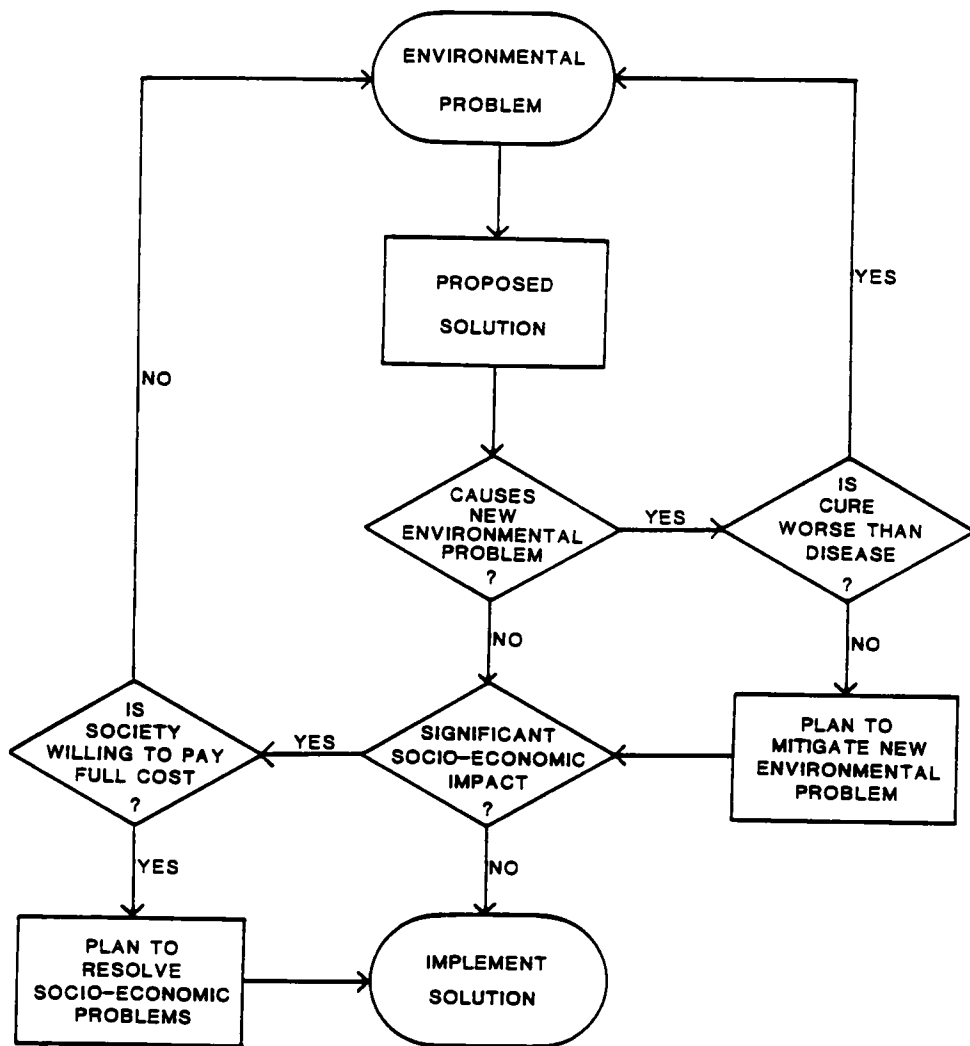 ENVIRONMENTAL
PROBLEM
PROPOSED
SOLUTION
YES
NO
CAUSES
NEW
ENVIRONMENTAL
PROBLEM
?
YES
IS
CURE
WORSE THAN
DISEASE
?
NO
NO
IS
SOCIETY
WILLING TO PAY
FULL COST
?
YES
SIGNIFICANT
SOCIO-ECONOMIC
IMPACT
?
PLAN TO
MITIGATE NEW
ENVIRONMENTAL
PROBLEM
YES
NO
PLAN TO
RESOLVE
SOCIO-ECONOMIC
PROBLEMS
IMPLEMENT
SOLUTION